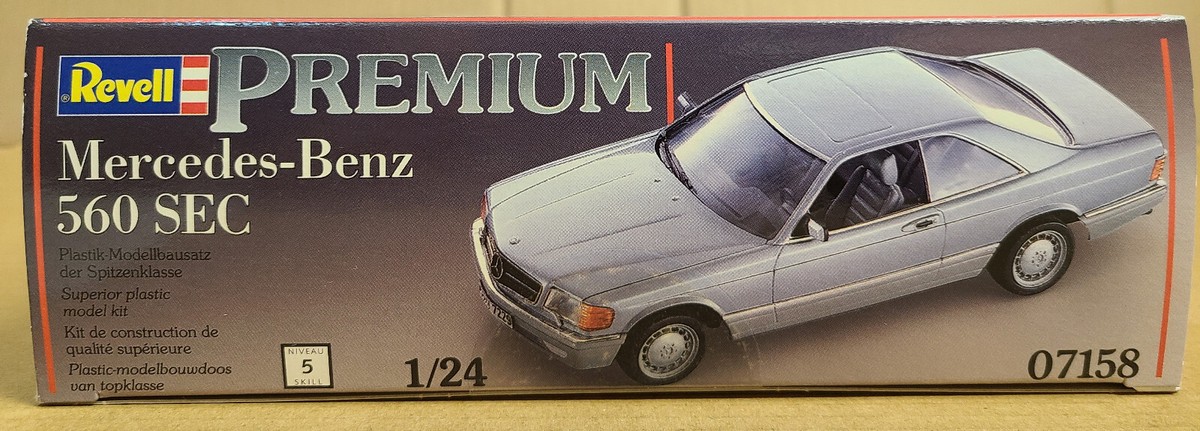 ®Revell PREMIUM
Mercedes-Benz
560 SEC
Plastik-Modellbausatz
der Spitzenklasse
Superior plastic
model kit
Kit de construction de
qualité supérieure
Plastic-modelbouwdoos
van topklasse
NIVEAU
5
SKILL
1/24
07158